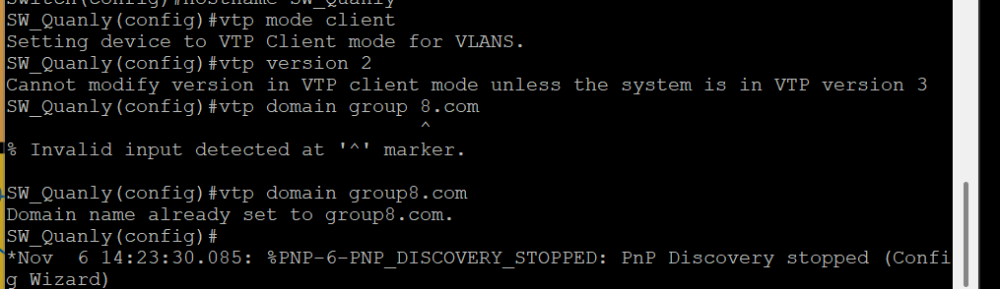 Switch(config)#hostname SW_Quanly
SW_Quanly(config)#vtp mode client
Setting device to VTP Client mode for VLANS.
SW_Quanly(config)#vtp version 2
Cannot modify version in VTP client mode unless the system is in VTP version 3
SW_Quanly(config)#vtp domain group 8.com
^
% Invalid input detected at '^' marker.
SW_Quanly(config)#vtp domain group8.com
Domain name already set to group8.com.
SW_Quanly(config)#
*Nov  6 14:23:30.085: %PNP-6-PNP_DISCOVERY_STOPPED: PnP Discovery stopped (Confi
g Wizard)